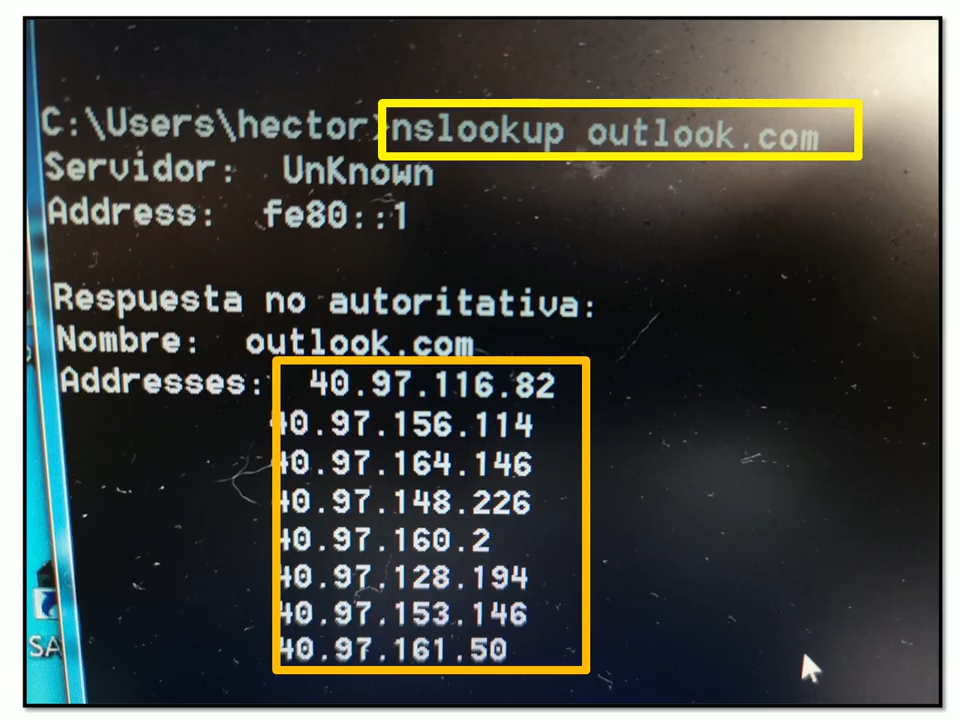 C:\Users\hector>nslookup outlook.com
Servidor:  UnKnown
Address:  fe80::1
Respuesta no autoritativa:
Nombre:  outlook.com
Addresses:  40.97.116.82
40.97.156.114
40.97.164.146
40.97.148.226
40.97.160.2
40.97.128.194
40.97.153.146
40.97.161.50
SA